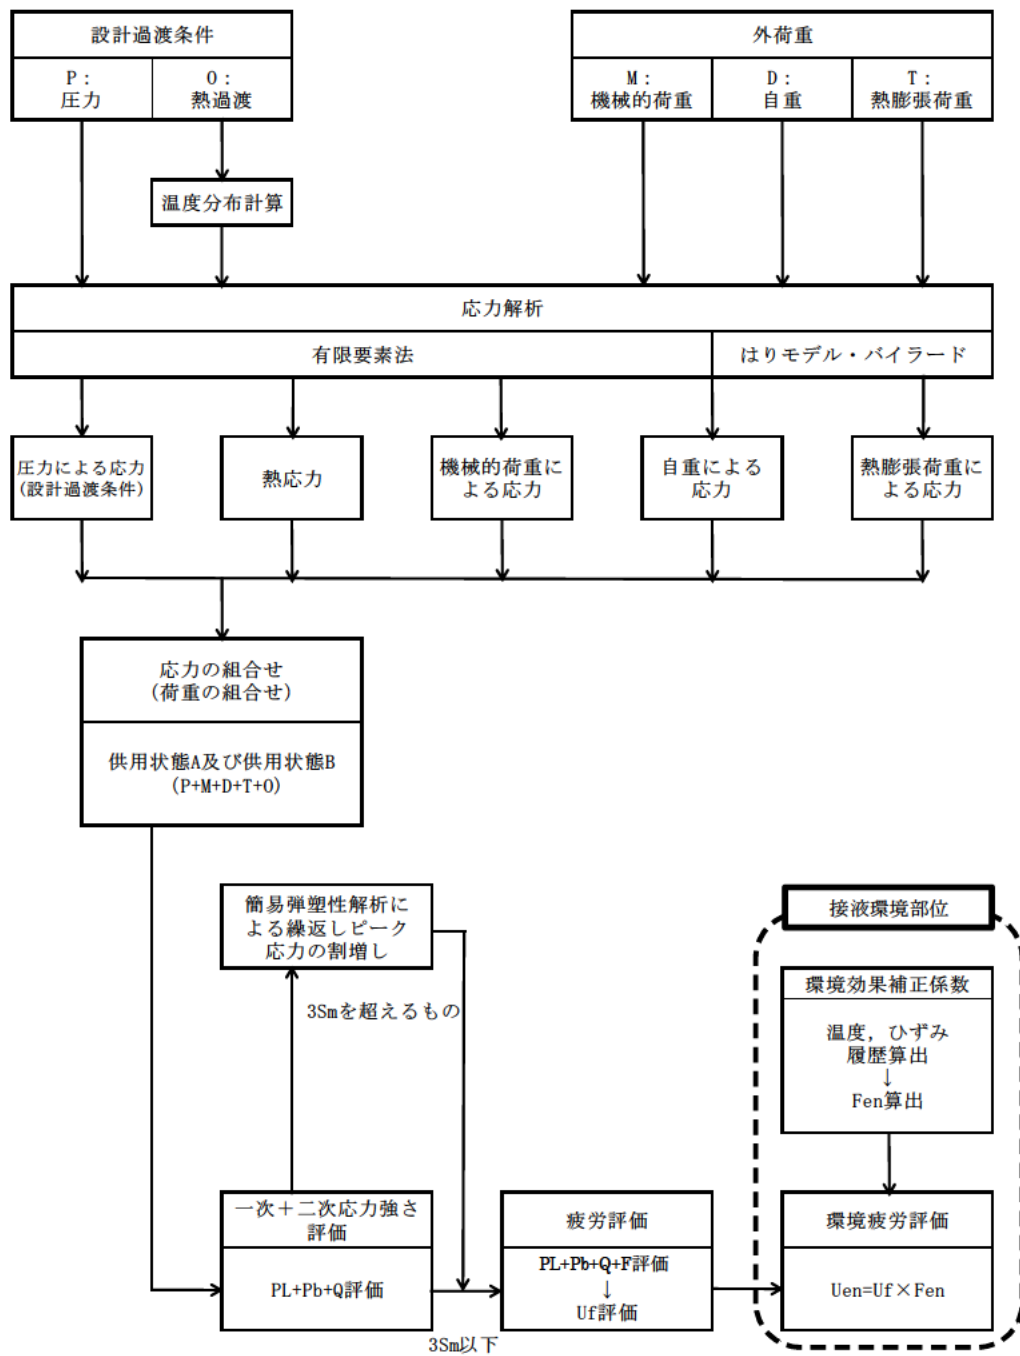 設計過渡条件
P：
圧力
O：
熱過渡
外荷重
M：
機械的荷重
D：
自重
T：
熱膨張荷重
温度分布計算
応力解析
有限要素法
はりモデル・バイラード
圧力による応力
(設計過渡条件)
熱応力
機械的荷重に
よる応力
自重による
応力
熱膨張荷重に
よる応力
応力の組合せ
(荷重の組合せ)
供用状態A及び供用状態B
(P+M+D+T+O)
簡易弾塑性解析に
よる繰返しピーク
応力の割増し
3Smを超えるもの
接液環境部位
環境効果補正係数
温度，ひずみ
履歴算出
↓
Fen算出
一次＋二次応力強さ
評価
PL+Pb+Q評価
3Sm以下
疲労評価
PL+Pb+Q+F評価
↓
Uf評価
環境疲労評価
Uen=Uf×Fen